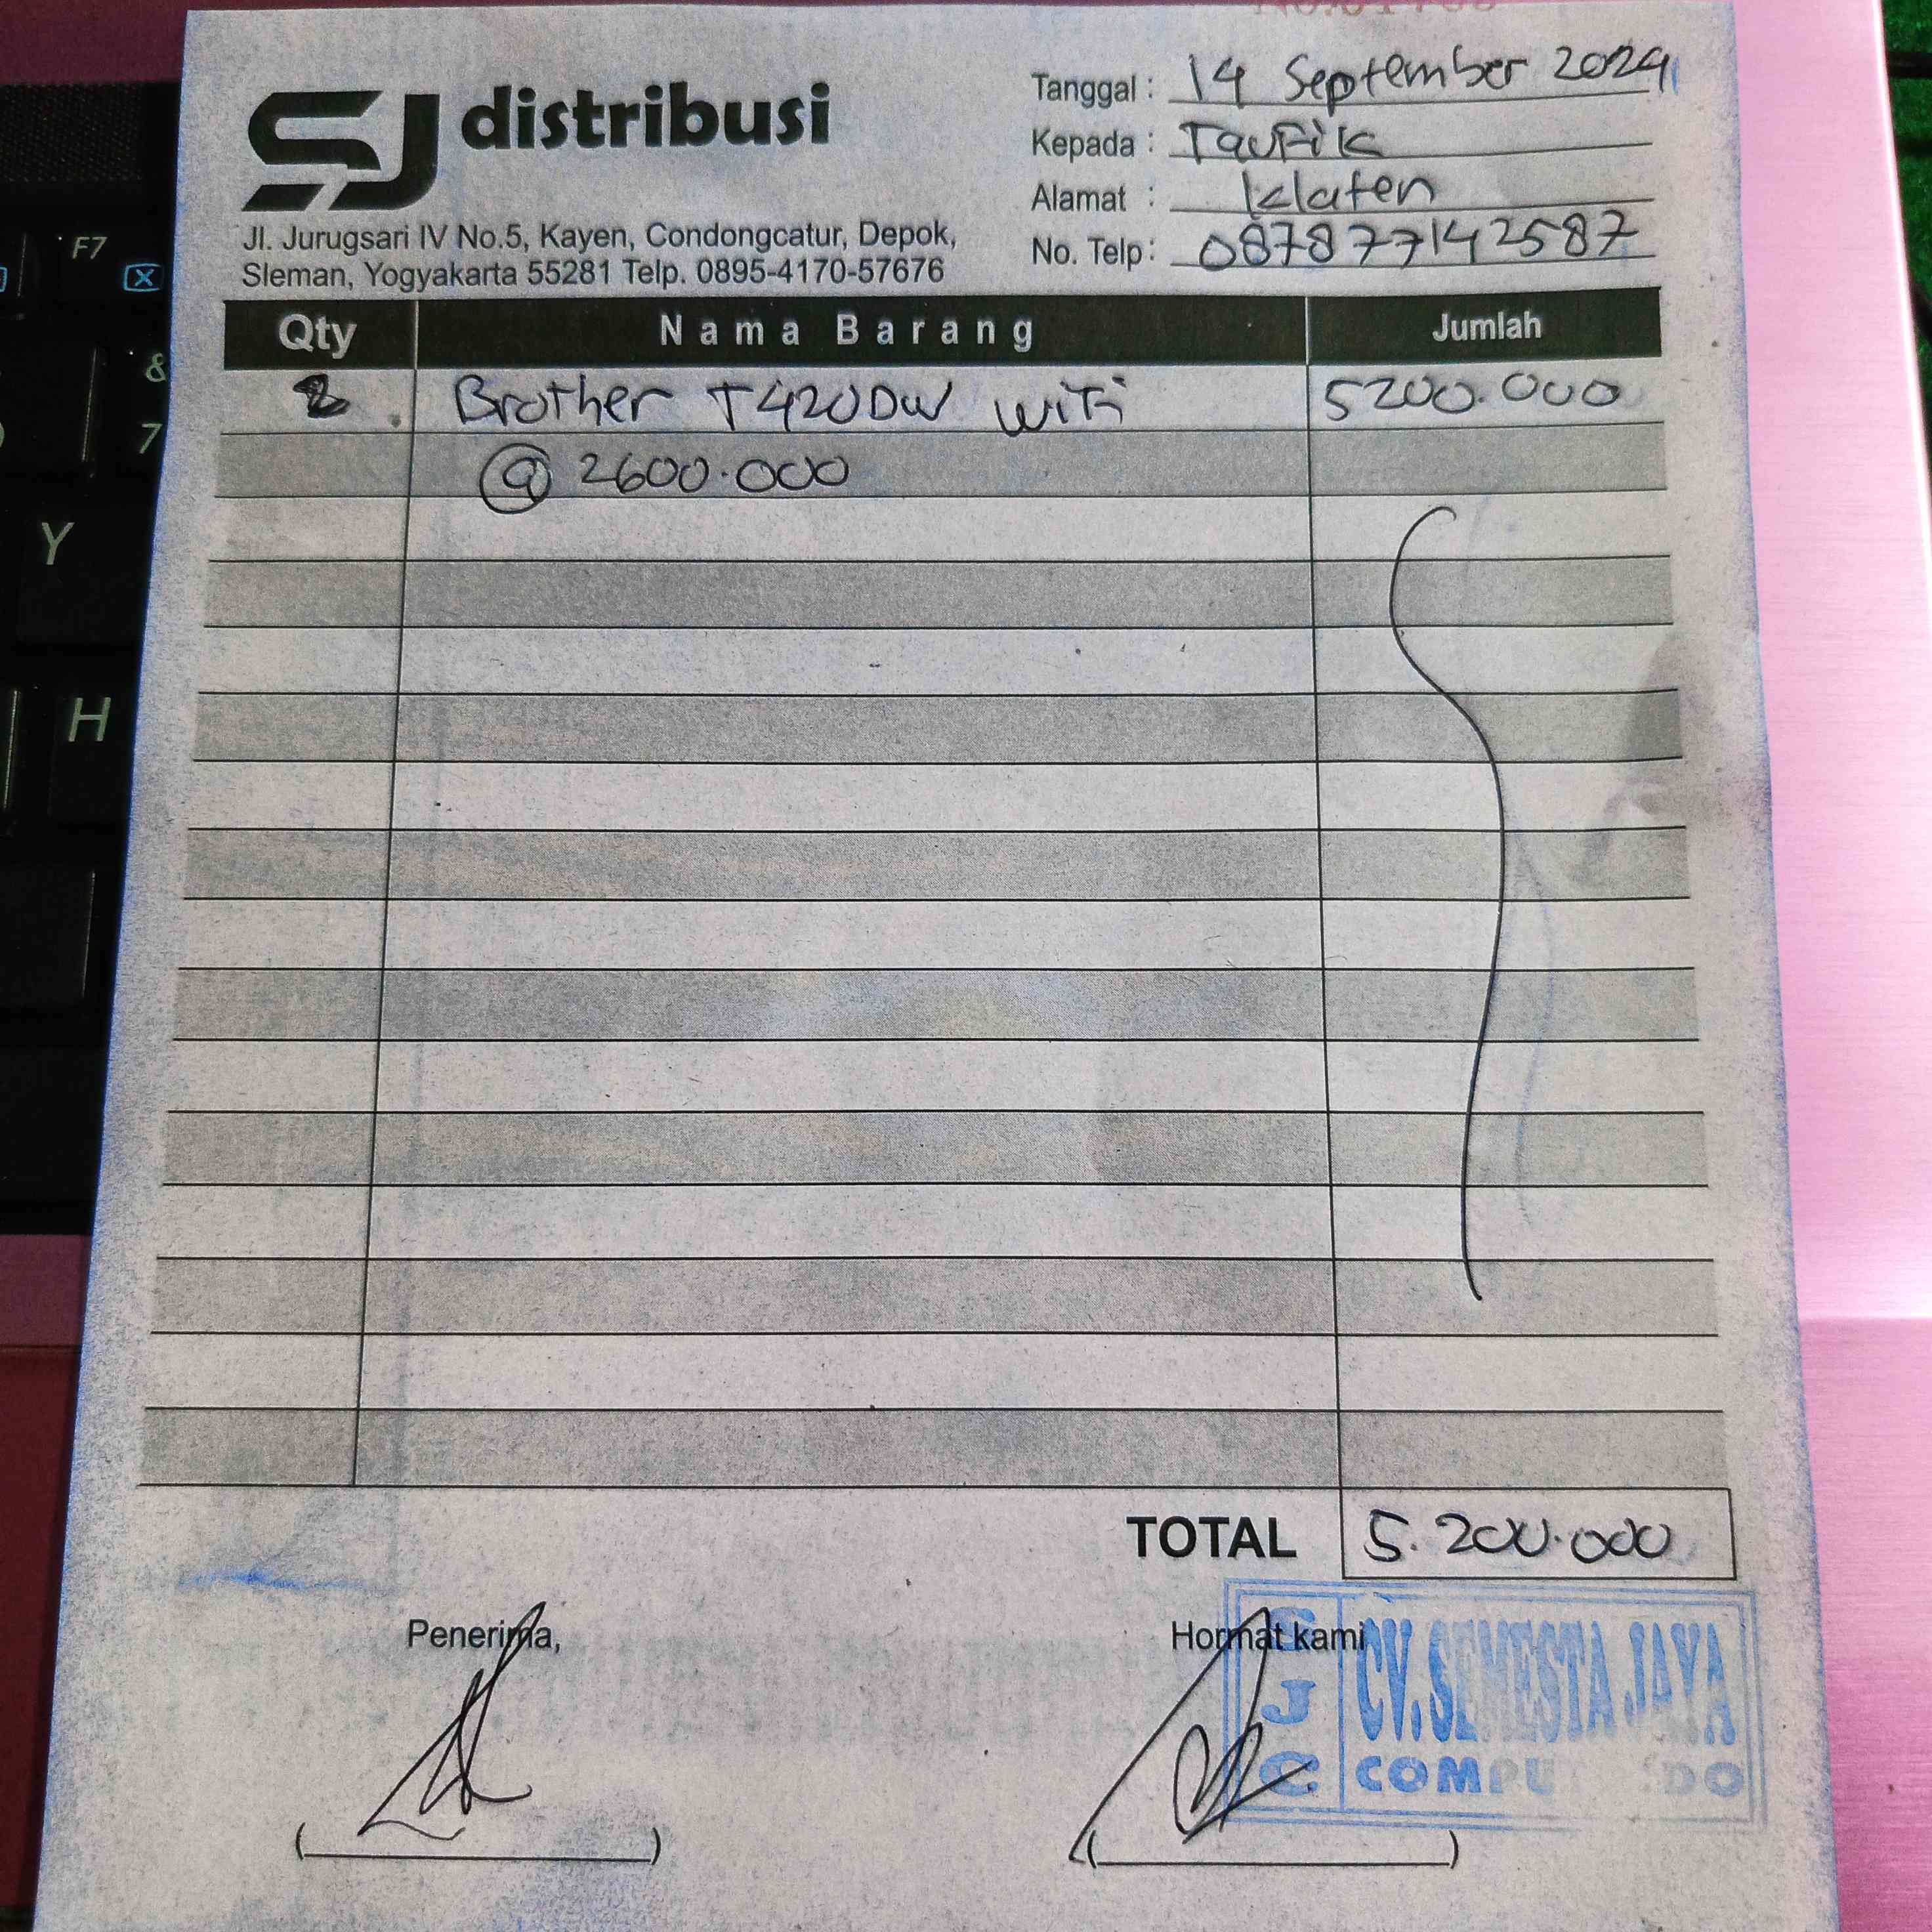 SJ distribusi
Jl. Jurugsari IV No.5, Kayen, Condongcatur, Depok,
Sleman, Yogyakarta 55281 Telp. 0895-4170-57676
Tanggal : 14 September 2024
Kepada : Taufik
Alamat : Klaten
No. Telp: 087877142587
Qty Nama Barang Jumlah
2 Brother T420DW wifi 5200.000
@ 2600.000
TOTAL 5.200.000
Penerima, Hormat kami
SJC CV. SEMESTA JAYA
F7
&
7
Y
H